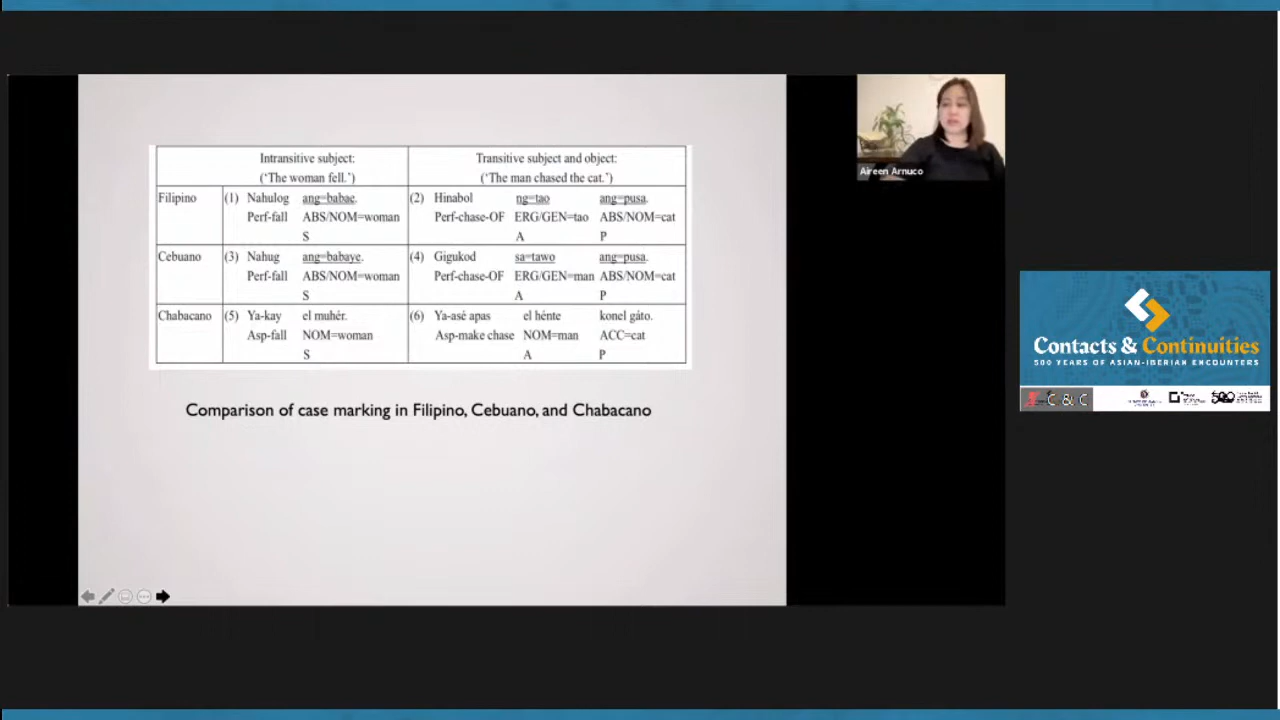 Intransitive subject: Transitive subject and object:
('The woman fell.') ('The man chased the cat.')
Filipino (1) Nahulog ang=babae. (2) Hinabol ng=tao ang=pusa.
Perf-fall ABS/NOM=woman Perf-chase-OF ERG/GEN=tao ABS/NOM=cat
S A P
Cebuano (3) Nahug ang=babaye. (4) Gigukod sa=tawo ang=pusa.
Perf-fall ABS/NOM=woman Perf-chase-OF ERG/GEN=man ABS/NOM=cat
S A P
Chabacano (5) Ya-kay el muhér. (6) Ya-asé apas el hénte konel gáto.
Asp-fall NOM=woman Asp-make chase NOM=man ACC=cat
S A P
Comparison of case marking in Filipino, Cebuano, and Chabacano
Aireen Arnuco
Contacts & Continuities
500 YEARS OF ASIAN-IBERIAN ENCOUNTERS
C & C